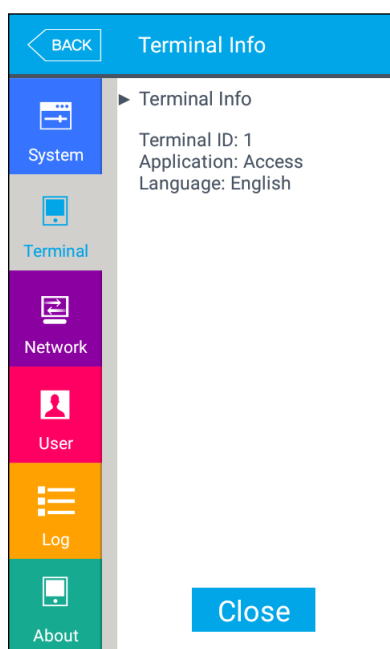 BACK
Terminal Info
System
Terminal
Network
User
Log
About
► Terminal Info
Terminal ID: 1
Application: Access
Language: English
Close